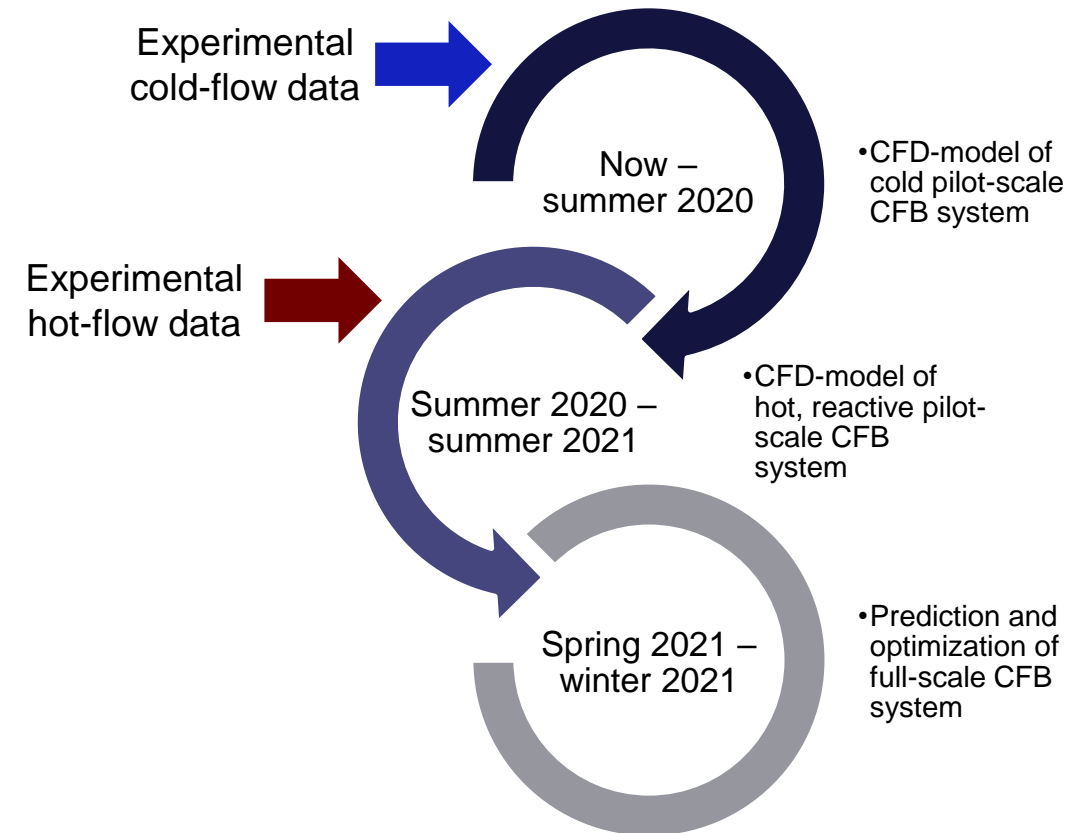 Experimental
cold-flow data
Now –
summer 2020
•CFD-model of
cold pilot-scale
CFB system
Experimental
hot-flow data
Summer 2020 –
summer 2021
•CFD-model of
hot, reactive pilot-
scale CFB
system
Spring 2021 –
winter 2021
•Prediction and
optimization of
full-scale CFB
system